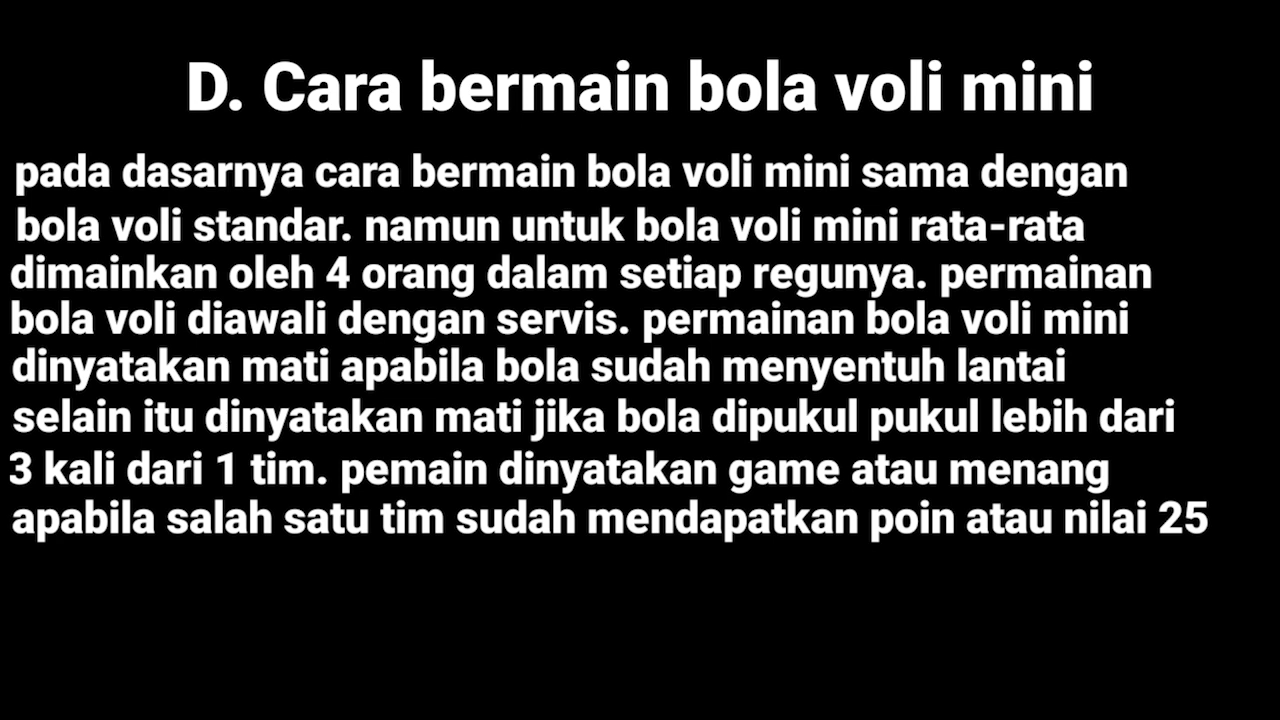 D. Cara bermain bola voli mini
pada dasarnya cara bermain bola voli mini sama dengan
bola voli standar. namun untuk bola voli mini rata-rata
dimainkan oleh 4 orang dalam setiap regunya. permainan
bola voli diawali dengan servis. permainan bola voli mini
dinyatakan mati apabila bola sudah menyentuh lantai
selain itu dinyatakan mati jika bola dipukul pukul lebih dari
3 kali dari 1 tim. pemain dinyatakan game atau menang
apabila salah satu tim sudah mendapatkan poin atau nilai 25